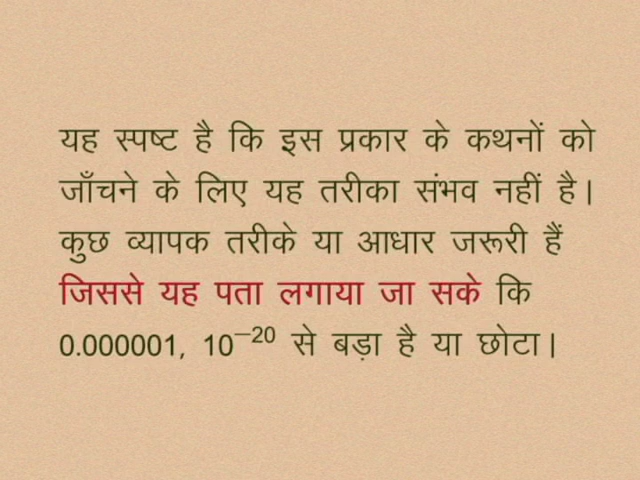 यह स्पष्ट है कि इस प्रकार के कथनों को
जाँचने के लिए यह तरीका संभव नहीं है।
कुछ व्यापक तरीके या आधार जरूरी हैं
जिससे यह पता लगाया जा सके कि
0.000001, 10⁻²⁰ से बड़ा है या छोटा।